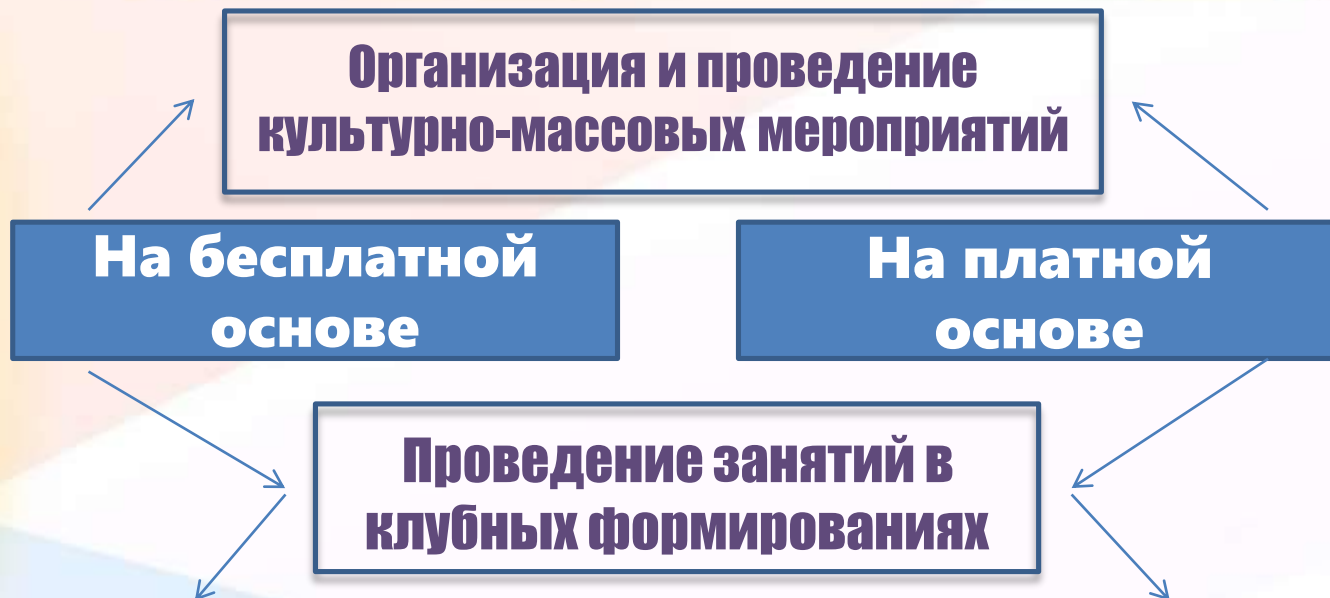 Организация и проведение
культурно-массовых мероприятий
На бесплатной
основе
На платной
основе
Проведение занятий в
клубных формированиях